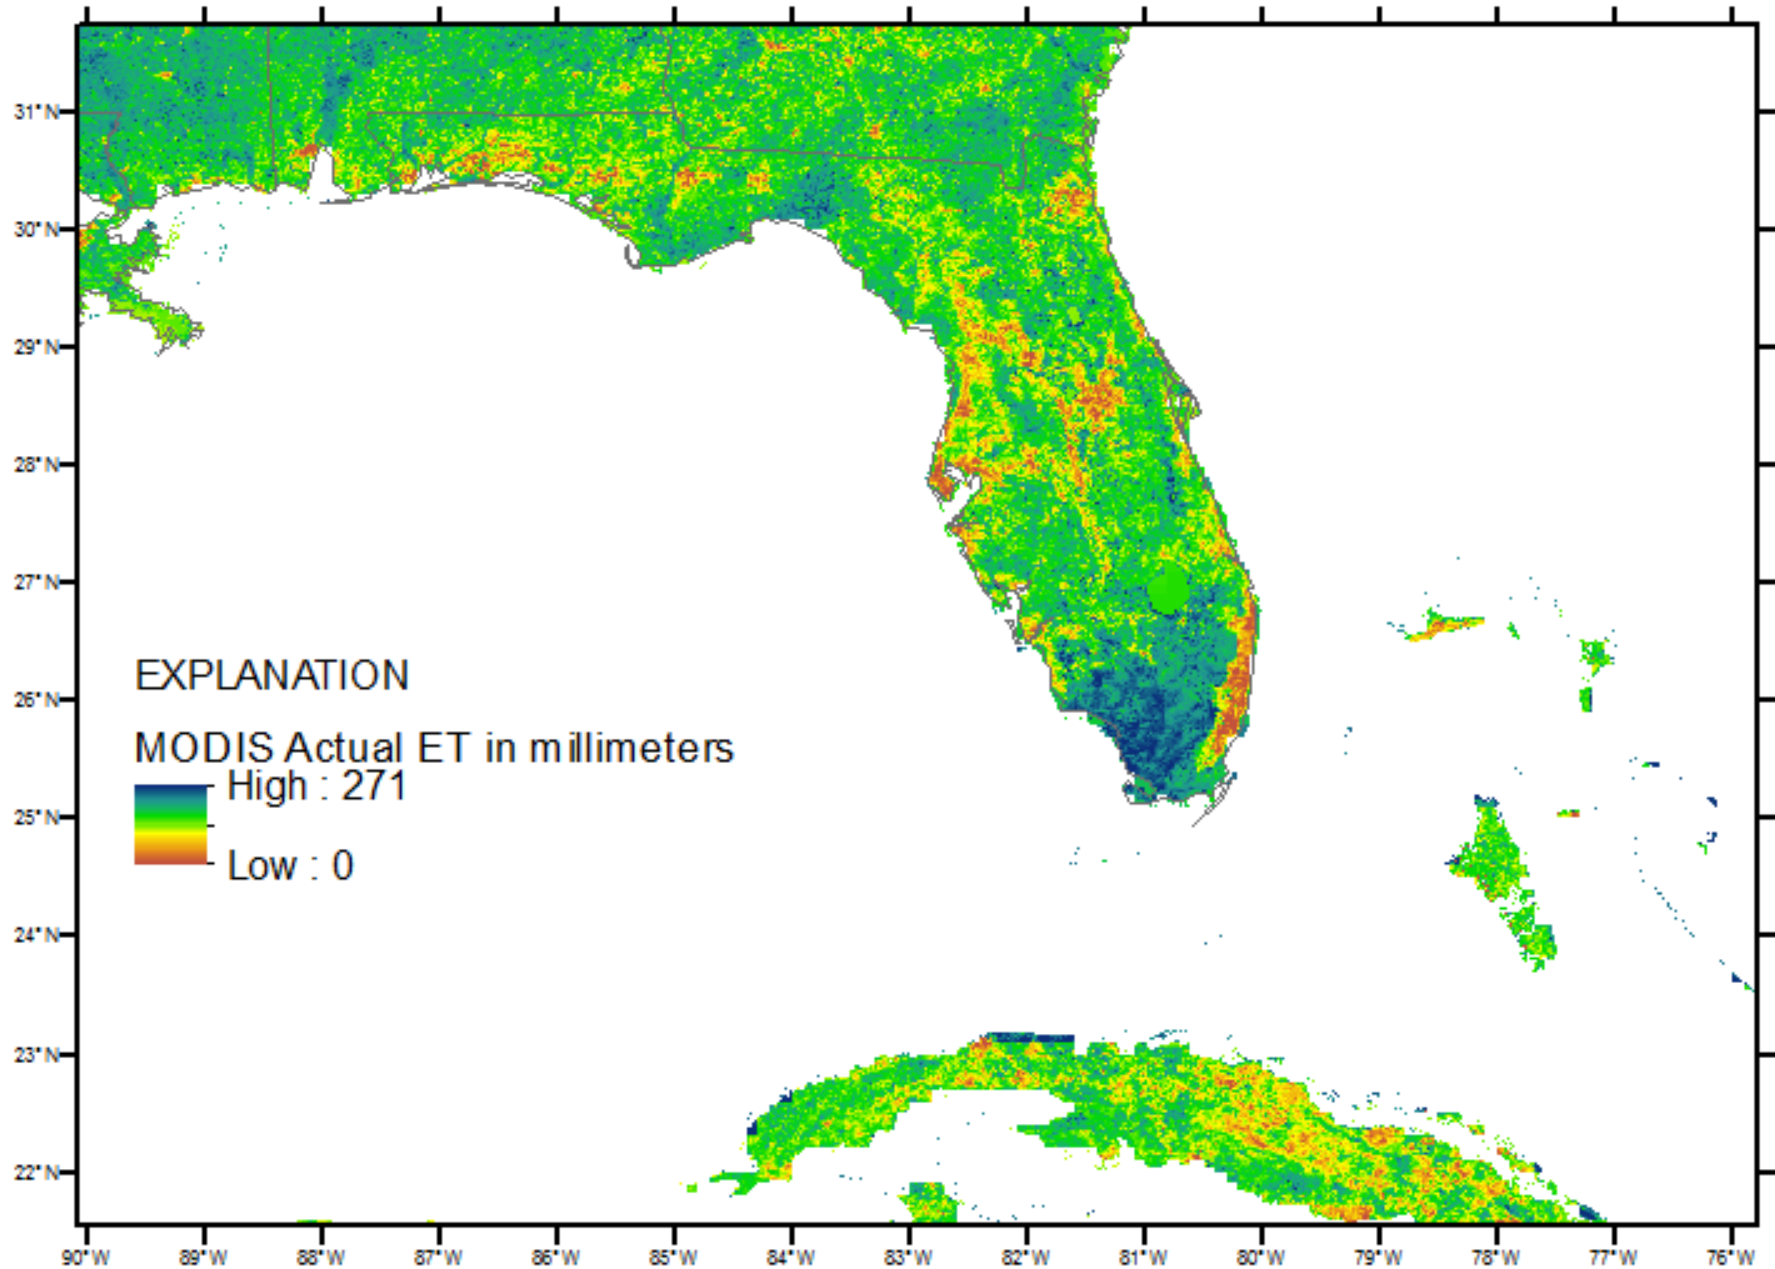 31°N
30°N
29°N
28°N
27°N
26°N
25°N
24°N
23°N
22°N
EXPLANATION
MODIS Actual ET in millimeters
High : 271
Low : 0
90°W 89°W 88°W 87°W 86°W 85°W 84°W 83°W 82°W 81°W 80°W 79°W 78°W 77°W 76°W